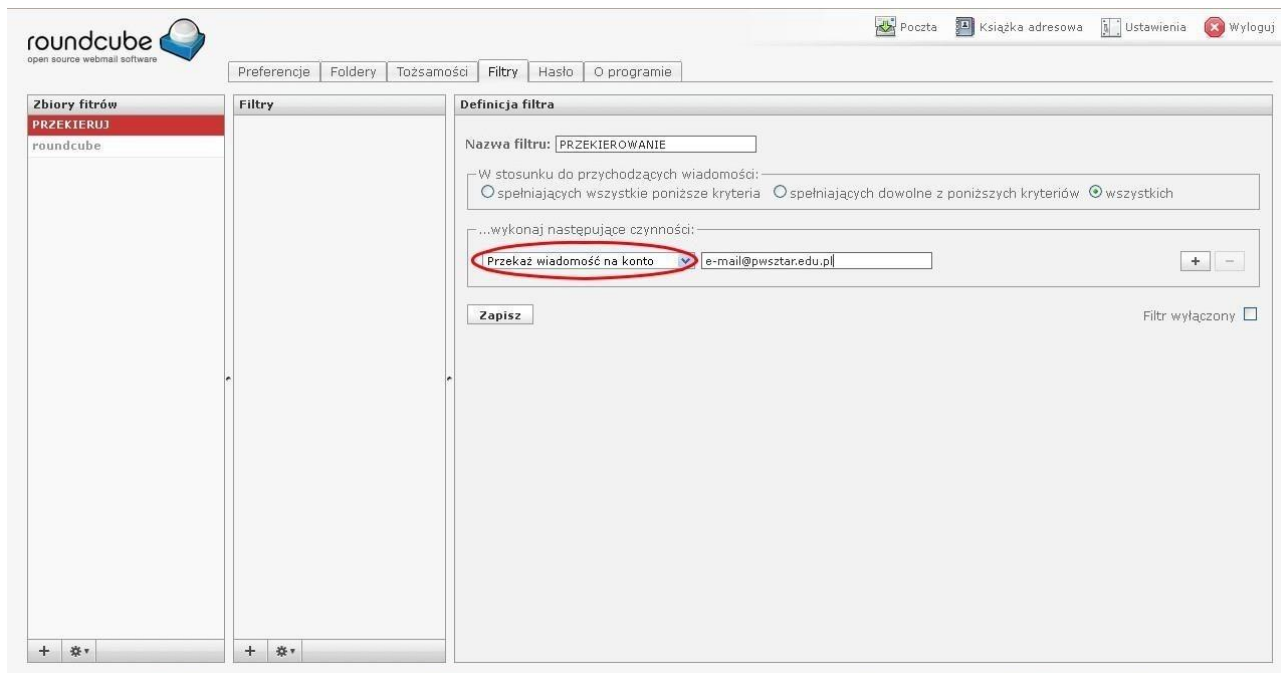 roundcube
open source webmail software
Poczta Książka adresowa Ustawienia Wyloguj
Preferencje Foldery Tożsamości Filtry Hasło O programie
Zbiory fitrów
PRZEKIERUJ
roundcube
Filtry
Definicja filtra
Nazwa filtru: PRZEKIEROWANIE
W stosunku do przychodzących wiadomości:
spełniających wszystkie poniższe kryteria spełniających dowolne z poniższych kryteriów wszystkich
...wykonaj następujące czynności:
Przekaż wiadomość na konto e-mail@pwsztar.edu.pl
Zapisz Filtr wyłączony